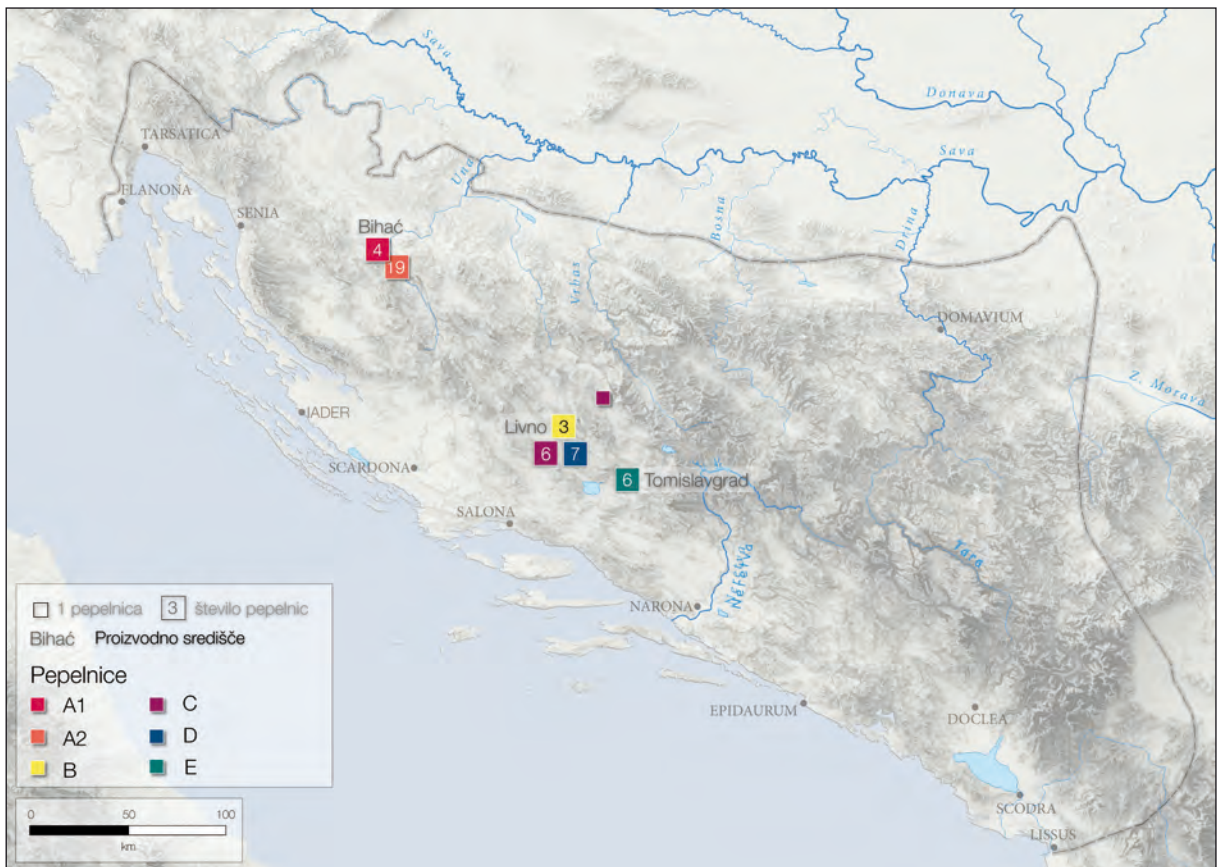 Sava
Donava
TARSATICA
Sava
Una
FLANONA
SENIA
Bihać
Bosna
Drina
4
19
Vrbas
DOMAVIUM
Z. Morava
IADER
Livno 3
SCARDONA
6 7
6 Tomislavgrad
SALONA
Tara
NARONA
EPIDAURUM
DOCLEA
SCODRA
LISSUS
1 pepelnica 3 število pepelnic
Bihać Proizvodno središče
Pepelnice
A1 C
A2 D
B E
0 50 100
km